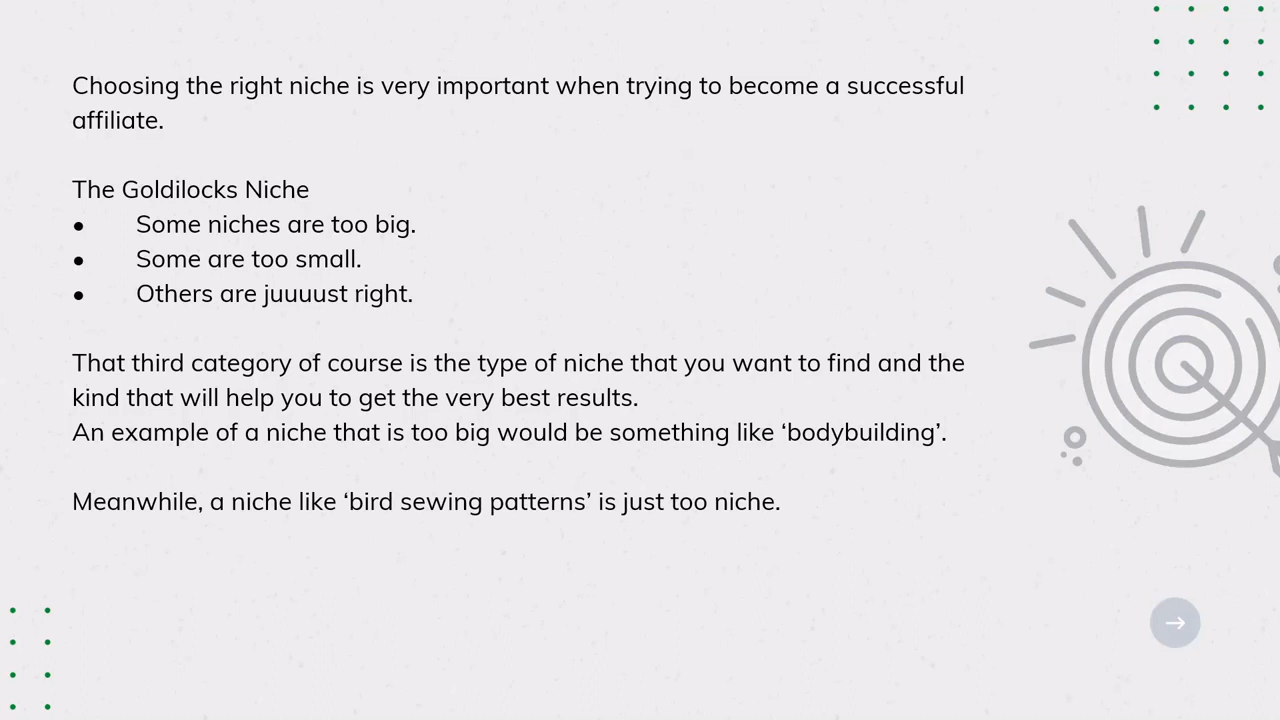 Choosing the right niche is very important when trying to become a successful
affiliate.
The Goldilocks Niche
• Some niches are too big.
• Some are too small.
• Others are juuuust right.
That third category of course is the type of niche that you want to find and the
kind that will help you to get the very best results.
An example of a niche that is too big would be something like ‘bodybuilding’.
Meanwhile, a niche like ‘bird sewing patterns’ is just too niche.